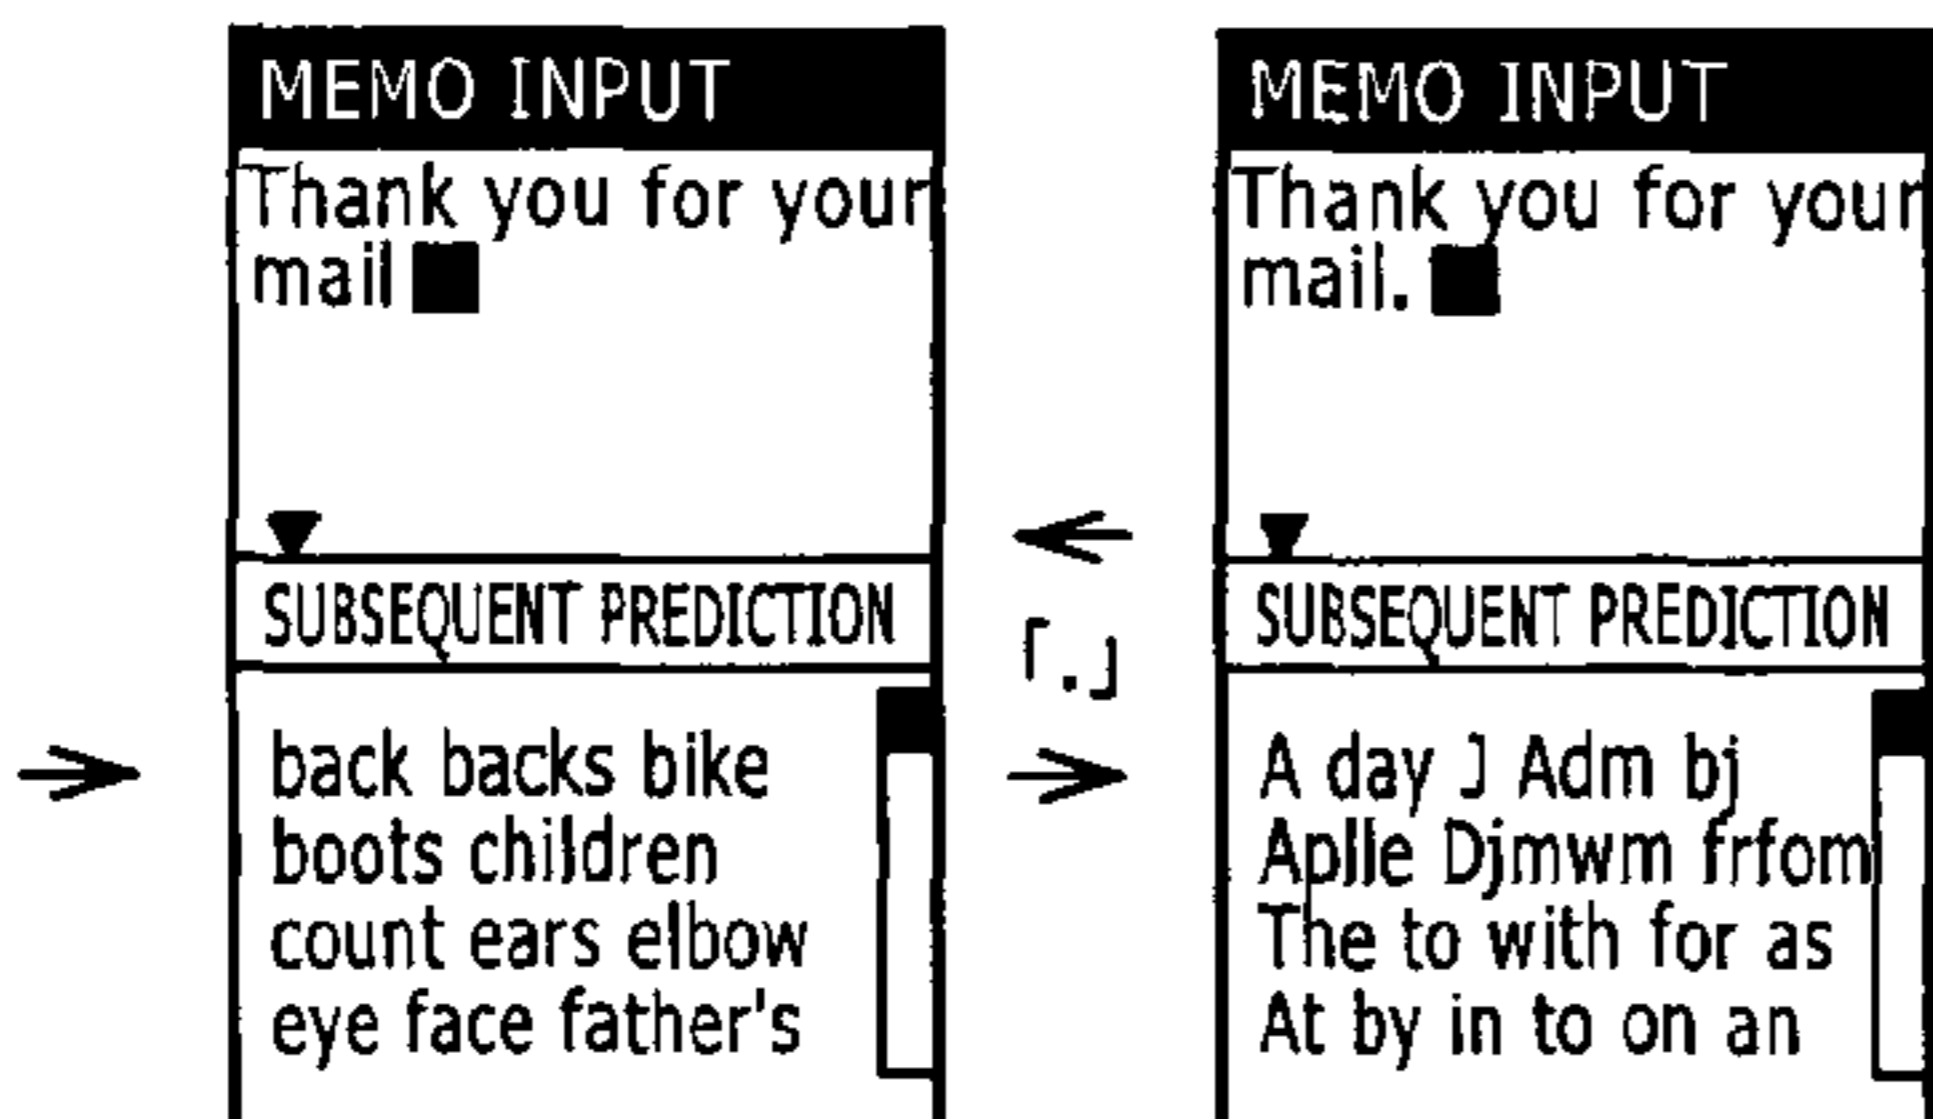 MEMO INPUT
Thank you for your
mail
SUBSEQUENT PREDICTION
back backs bike
boots children
count ears elbow
eye face father's
「.」
MEMO INPUT
Thank you for your
mail.
SUBSEQUENT PREDICTION
A day J Adm bj
Aplle Djmwm frfom
The to with for as
At by in to on an